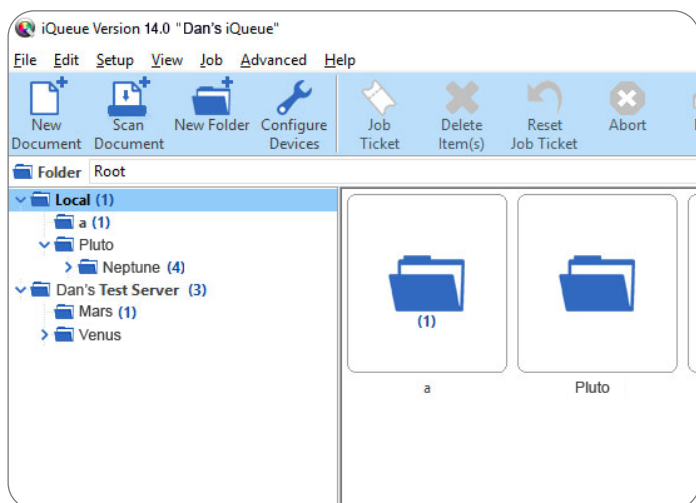 iQueue Version 14.0 "Dan's iQueue"
File Edit Setup View Job Advanced Help
New Document Scan Document New Folder Configure Devices Job Ticket Delete Item(s) Reset Job Ticket Abort
Folder Root
Local (1)
a (1)
Pluto
Neptune (4)
Dan's Test Server (3)
Mars (1)
Venus
(1)
a Pluto